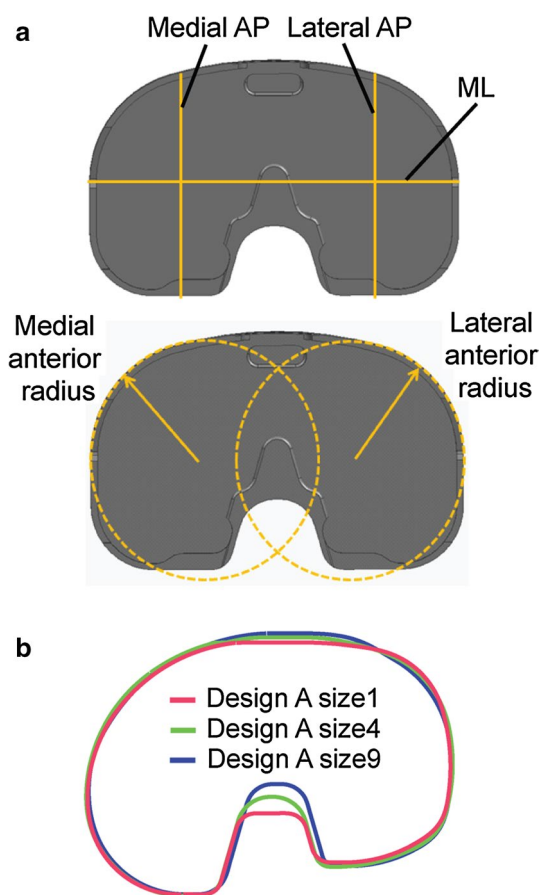 a
Medial AP
Lateral AP
ML
Medial
anterior
radius
Lateral
anterior
radius
b
Design A size1
Design A size4
Design A size9